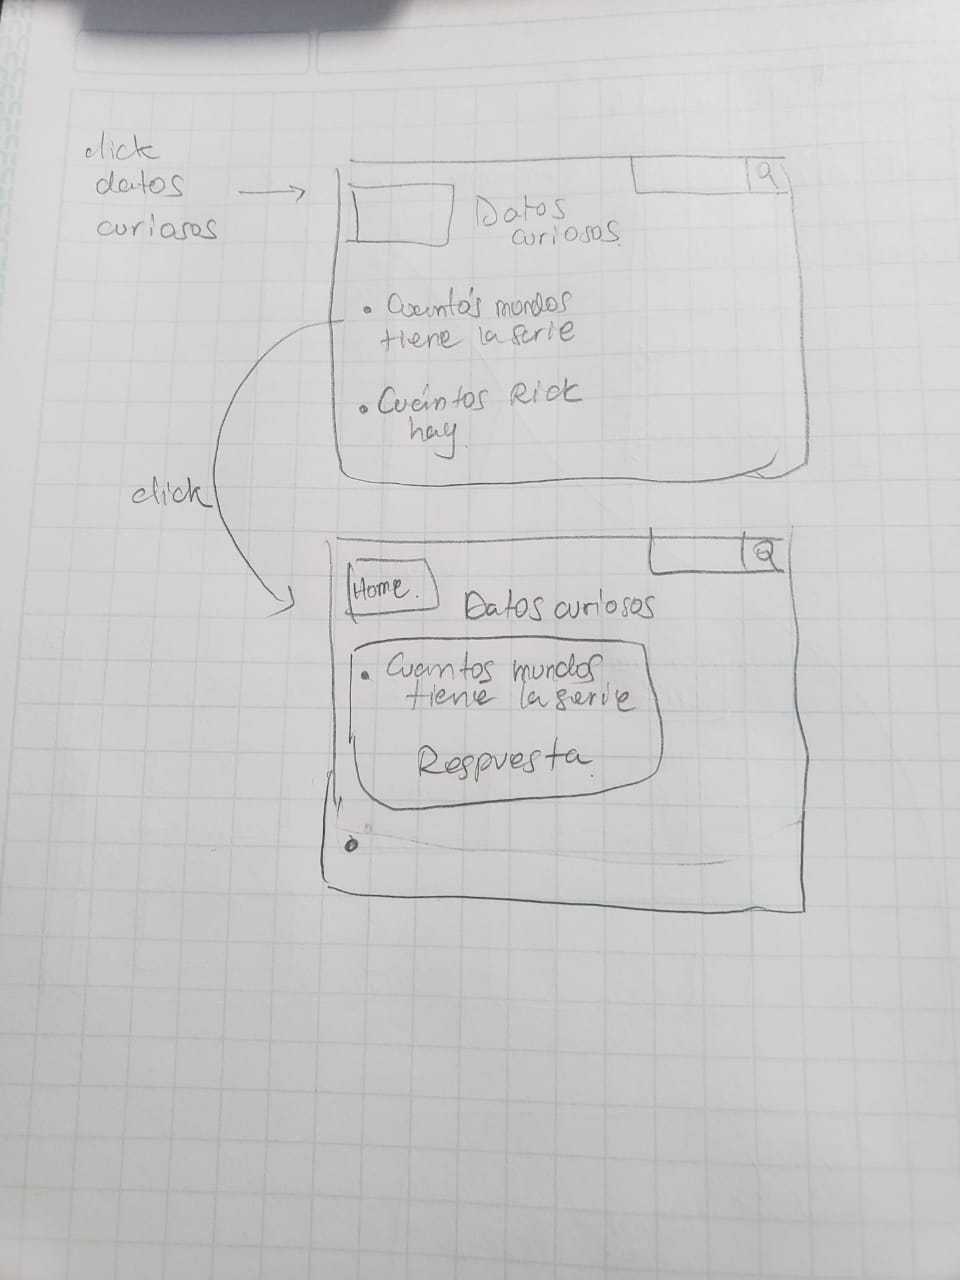 click
datos
curiosos
Datos
curiosos.
• Cuantós mundos
tiene la serie
• Cuántos Rick
hay.
click
Home.
Datos curiosos
• Cuantos mundos
tiene la serie
Respuesta.
•